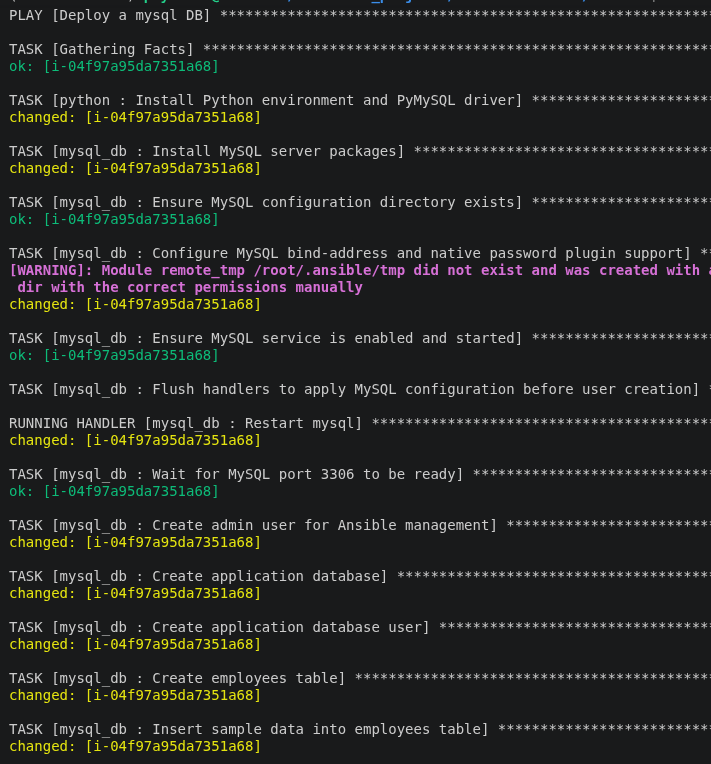 PLAY [Deploy a mysql DB] **********************************************************
TASK [Gathering Facts] ************************************************************
ok: [i-04f97a95da7351a68]
TASK [python : Install Python environment and PyMySQL driver] *********************
changed: [i-04f97a95da7351a68]
TASK [mysql_db : Install MySQL server packages] ***********************************
changed: [i-04f97a95da7351a68]
TASK [mysql_db : Ensure MySQL configuration directory exists] *********************
ok: [i-04f97a95da7351a68]
TASK [mysql_db : Configure MySQL bind-address and native password plugin support] **
[WARNING]: Module remote_tmp /root/.ansible/tmp did not exist and was created with a
dir with the correct permissions manually
changed: [i-04f97a95da7351a68]
TASK [mysql_db : Ensure MySQL service is enabled and started] *********************
ok: [i-04f97a95da7351a68]
TASK [mysql_db : Flush handlers to apply MySQL configuration before user creation] *
RUNNING HANDLER [mysql_db : Restart mysql] ****************************************
changed: [i-04f97a95da7351a68]
TASK [mysql_db : Wait for MySQL port 3306 to be ready] ****************************
ok: [i-04f97a95da7351a68]
TASK [mysql_db : Create admin user for Ansible management] ************************
changed: [i-04f97a95da7351a68]
TASK [mysql_db : Create application database] *************************************
changed: [i-04f97a95da7351a68]
TASK [mysql_db : Create application database user] ********************************
changed: [i-04f97a95da7351a68]
TASK [mysql_db : Create employees table] ******************************************
changed: [i-04f97a95da7351a68]
TASK [mysql_db : Insert sample data into employees table] *************************
changed: [i-04f97a95da7351a68]